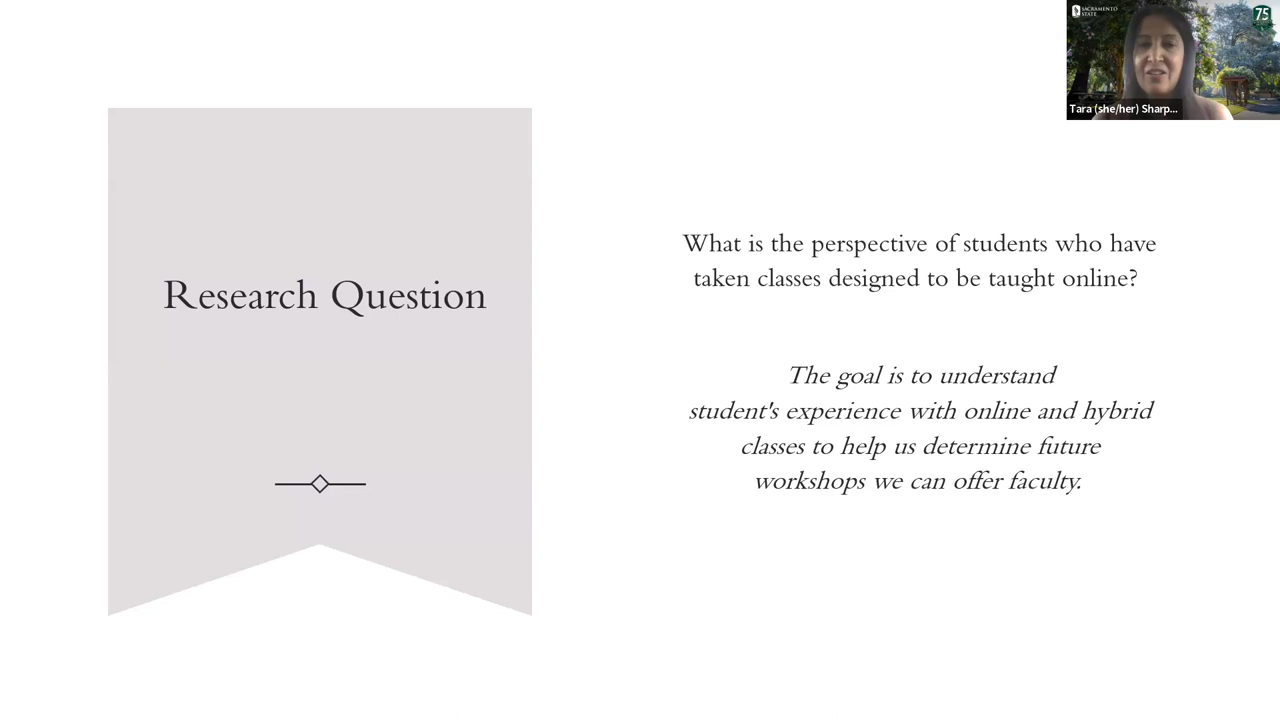 SACRAMENTO
STATE
75
Tara (she/her) Sharp...
Research Question
What is the perspective of students who have
taken classes designed to be taught online?
The goal is to understand
student's experience with online and hybrid
classes to help us determine future
workshops we can offer faculty.